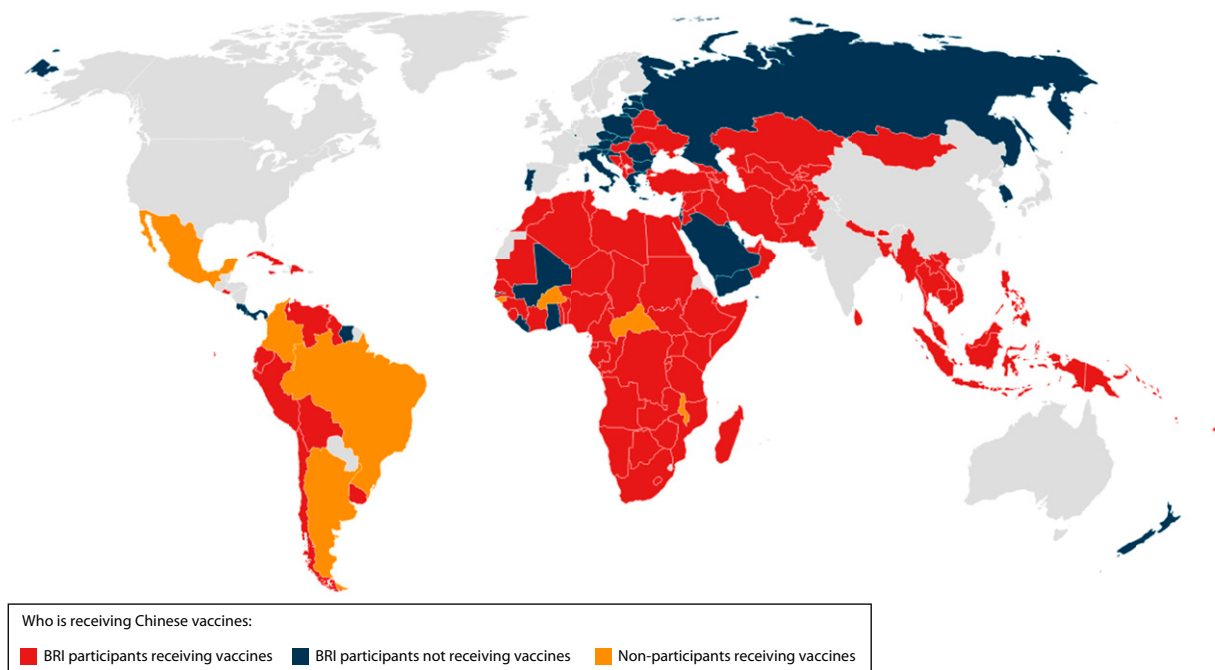 Who is receiving Chinese vaccines:
BRI participants receiving vaccines BRI participants not receiving vaccines Non-participants receiving vaccines